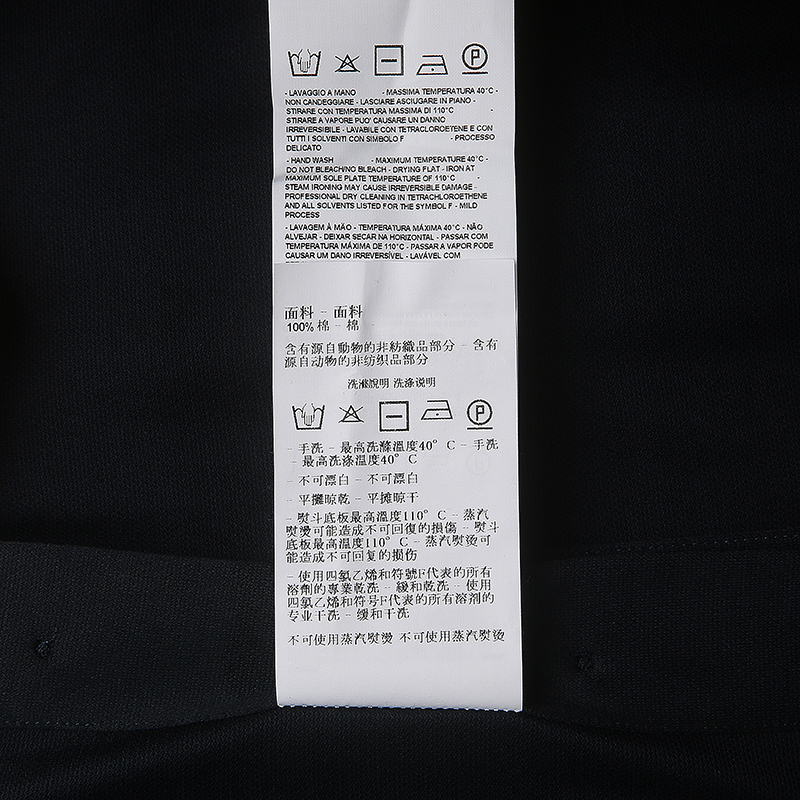 - LAVAGGIO A MANO - MASSIMA TEMPERATURA 40°C -
NON CANDEGGIARE - LASCIARE ASCIUGARE IN PIANO -
STIRARE CON TEMPERATURA MASSIMA DI 110°C -
STIRARE A VAPORE PUO' CAUSARE UN DANNO
IRREVERSIBILE - LAVABILE CON TETRACLOROETENE E CON
TUTTI I SOLVENTI CON SIMBOLO F - PROCESSO
DELICATO
- HAND WASH - MAXIMUM TEMPERATURE 40°C -
DO NOT BLEACH/NO BLEACH - DRYING FLAT - IRON AT
MAXIMUM SOLE PLATE TEMPERATURE OF 110°C -
STEAM IRONING MAY CAUSE IRREVERSIBLE DAMAGE -
PROFESSIONAL DRY CLEANING IN TETRACHLOROETHENE
AND ALL SOLVENTS LISTED FOR THE SYMBOL F - MILD
PROCESS
- LAVAGEM À MÃO - TEMPERATURA MÁXIMA 40°C - NÃO
ALVEJAR - DEIXAR SECAR NA HORIZONTAL - PASSAR COM
TEMPERATURA MÁXIMA DE 110°C - PASSAR A VAPOR PODE
CAUSAR UM DANO IRREVERSÍVEL - LAVÁVEL COM
面料 - 面料
100% 棉 - 棉
含有源自動物的非紡織品部分 - 含有
源自动物的非纺织品部分
洗滌說明 洗涤说明
P
- 手洗 - 最高洗滌溫度40° C - 手洗
- 最高洗涤温度40° C
- 不可漂白 - 不可漂白
- 平攤晾乾 - 平摊晾干
- 熨斗底板最高溫度110° C - 蒸汽
熨燙可能造成不可回復的損傷 - 熨斗
底板最高温度110° C - 蒸汽熨烫可
能造成不可回复的损伤
- 使用四氯乙烯和符號F代表的所有
溶劑的專業乾洗 - 緩和乾洗 - 使用
四氯乙烯和符号F代表的所有溶剂的
专业干洗 - 缓和干洗
不可使用蒸汽熨燙 不可使用蒸汽熨烫